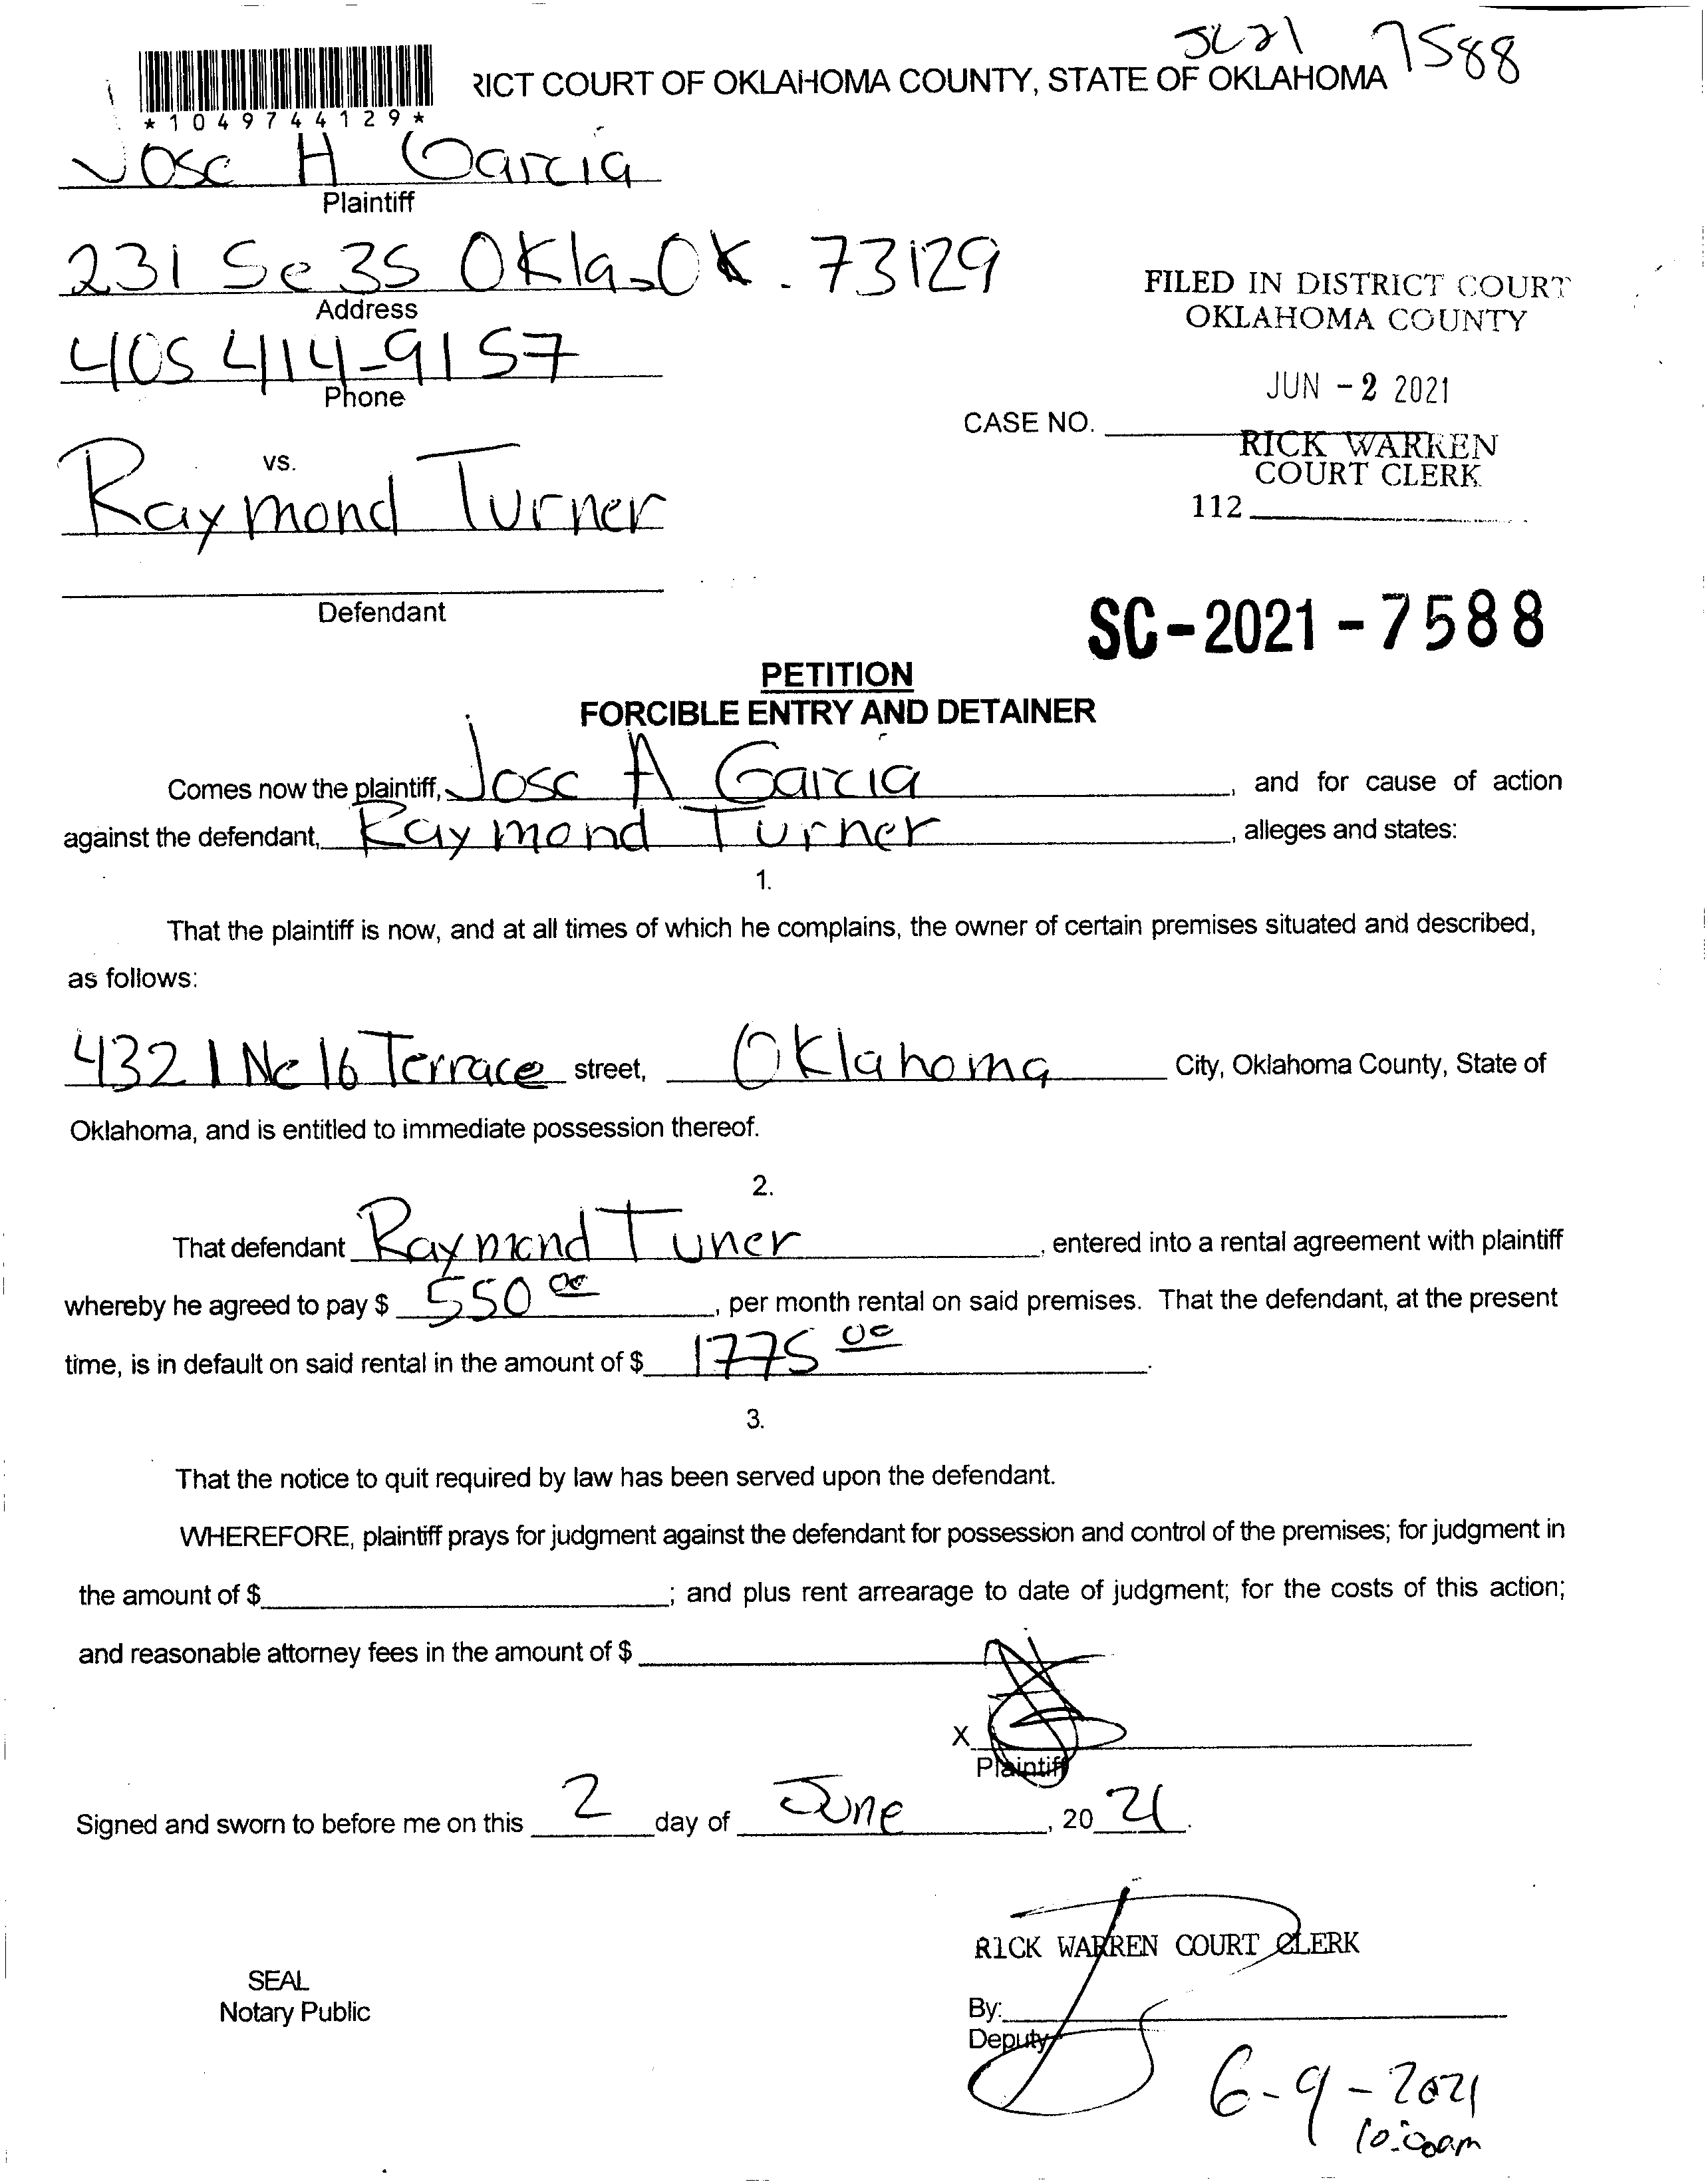 SC21 7588
RICT COURT OF OKLAHOMA COUNTY, STATE OF OKLAHOMA
*1049744129*
Jose A Garcia
Plaintiff
231 Se 35 Okla. OK. 73129
Address
FILED IN DISTRICT COURT
OKLAHOMA COUNTY
405 414-9157
Phone
JUN - 2 2021
CASE NO.
RICK WARREN
COURT CLERK
112
vs.
Raymond Turner
Defendant
SC-2021-7588
PETITION
FORCIBLE ENTRY AND DETAINER
Comes now the plaintiff, Jose A Garcia, and for cause of action
against the defendant, Raymond Turner, alleges and states:
1.
That the plaintiff is now, and at all times of which he complains, the owner of certain premises situated and described,
as follows:
4321 Ne 16 Terrace street, Oklahoma City, Oklahoma County, State of
Oklahoma, and is entitled to immediate possession thereof.
2.
That defendant Raymond Tuner, entered into a rental agreement with plaintiff
whereby he agreed to pay $ 550 00, per month rental on said premises. That the defendant, at the present
time, is in default on said rental in the amount of $ 1775 00.
3.
That the notice to quit required by law has been served upon the defendant.
WHEREFORE, plaintiff prays for judgment against the defendant for possession and control of the premises; for judgment in
the amount of $ ; and plus rent arrearage to date of judgment; for the costs of this action;
and reasonable attorney fees in the amount of $
X
Plaintiff
Signed and sworn to before me on this 2 day of June, 20 21.
RICK WARREN COURT CLERK
SEAL
Notary Public
By:
Deputy
6-9-2021
10:00am